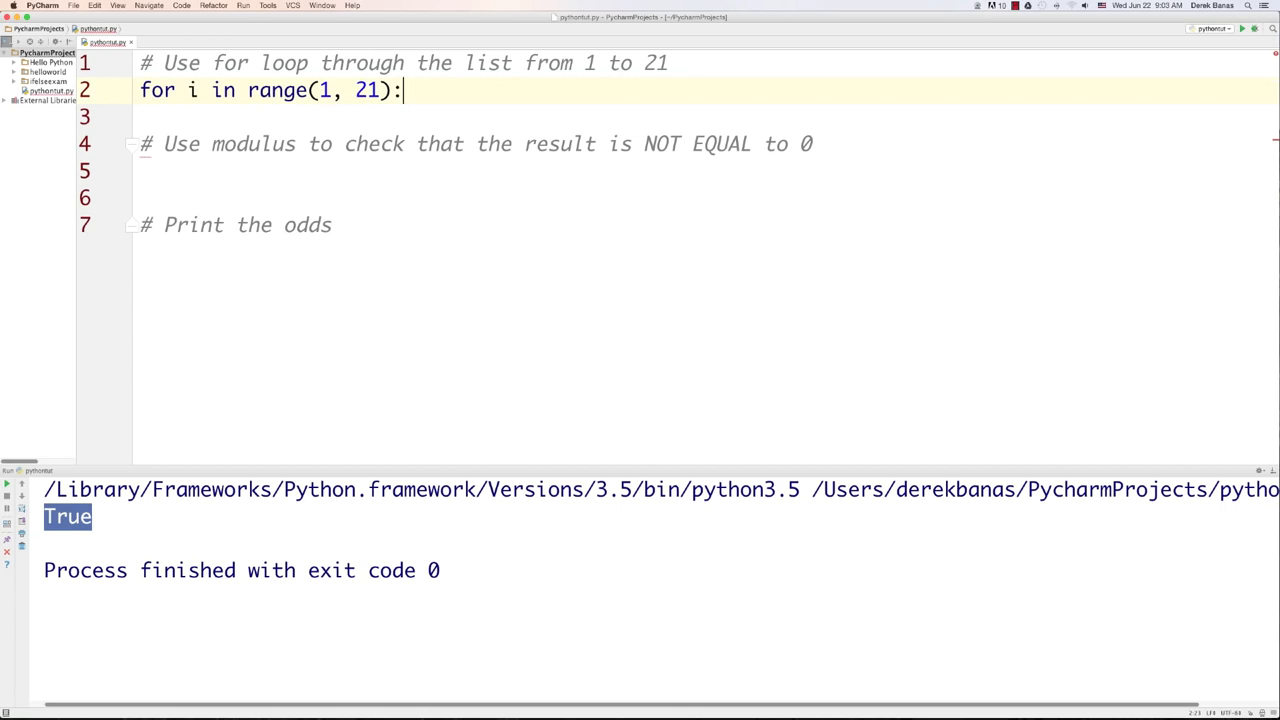 PyCharm File Edit View Navigate Code Refactor Run Tools VCS Window Help
10 Wed Jun 22 9:03 AM Derek Banas
pythontut.py - PycharmProjects - [~/PycharmProjects]
PycharmProjects pythontut.py
pythontut
pythontut.py
PycharmProject
Hello Python
helloworld
ifelseexam
pythontut.py
External Librarie
1 # Use for loop through the list from 1 to 21
2 for i in range(1, 21):
3
4 # Use modulus to check that the result is NOT EQUAL to 0
5
6
7 # Print the odds
Run pythontut
/Library/Frameworks/Python.framework/Versions/3.5/bin/python3.5 /Users/derekbanas/PycharmProjects/pytho
True
Process finished with exit code 0
2:23 LF UTF-8